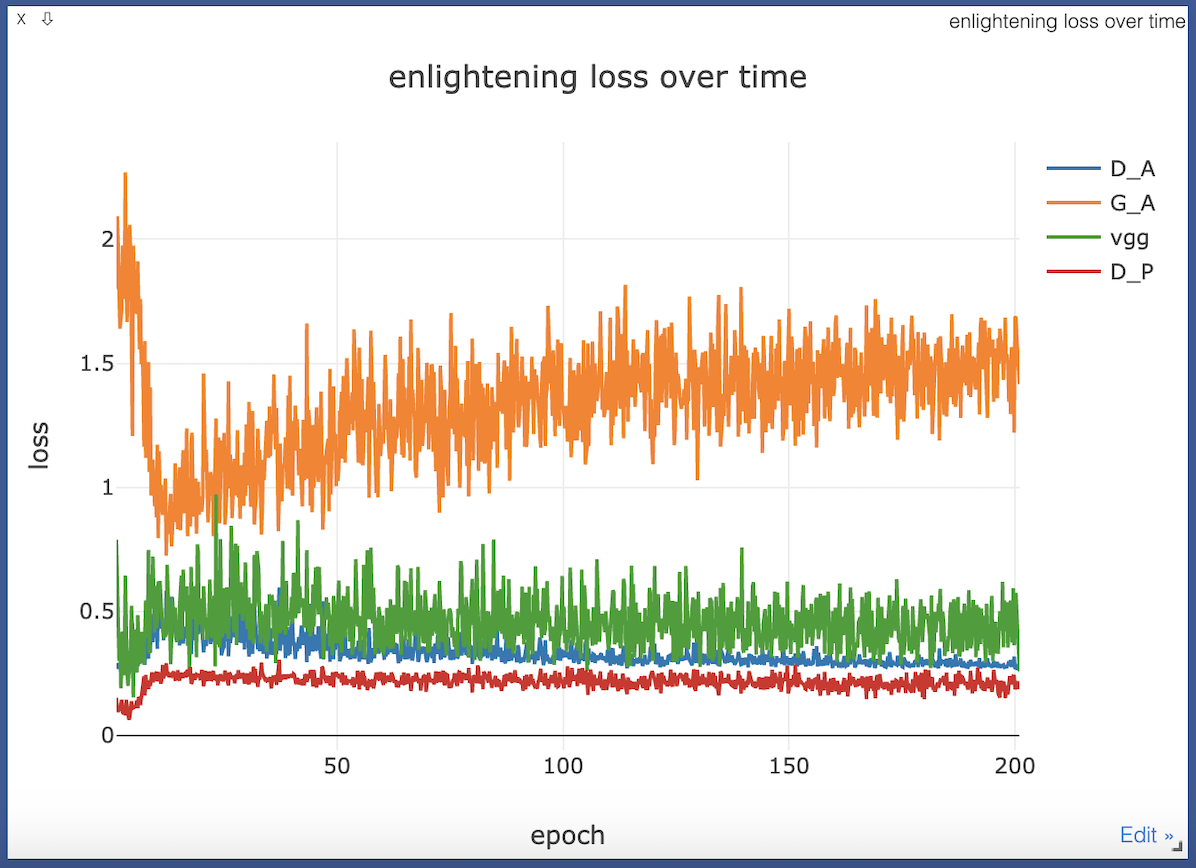 X ⇩
enlightening loss over time
enlightening loss over time
D_A
G_A
vgg
D_P
2
1.5
1
0.5
0
loss
50 100 150 200
epoch
Edit »